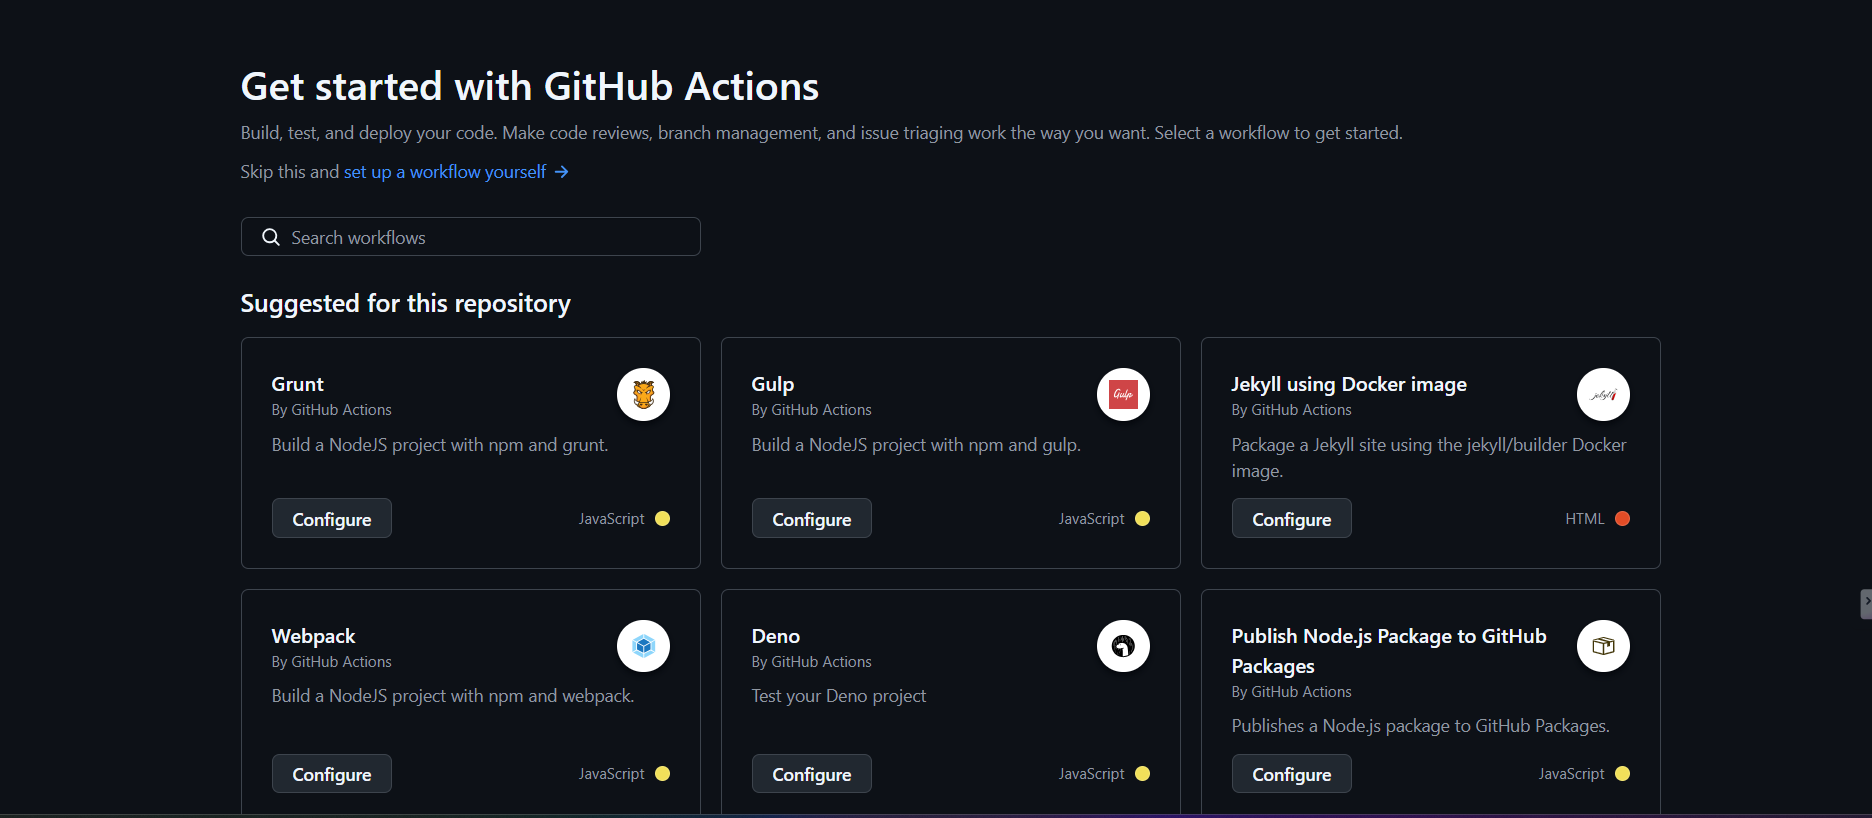 Get started with GitHub Actions
Build, test, and deploy your code. Make code reviews, branch management, and issue triaging work the way you want. Select a workflow to get started.
Skip this and set up a workflow yourself →
Search workflows
Suggested for this repository
Grunt
By GitHub Actions
Build a NodeJS project with npm and grunt.
Configure
JavaScript
Gulp
By GitHub Actions
Build a NodeJS project with npm and gulp.
Gulp
Configure
JavaScript
Jekyll using Docker image
By GitHub Actions
Package a Jekyll site using the jekyll/builder Docker
image.
jekyll
Configure
HTML
Webpack
By GitHub Actions
Build a NodeJS project with npm and webpack.
Configure
JavaScript
Deno
By GitHub Actions
Test your Deno project
Configure
JavaScript
Publish Node.js Package to GitHub
Packages
By GitHub Actions
Publishes a Node.js package to GitHub Packages.
Configure
JavaScript